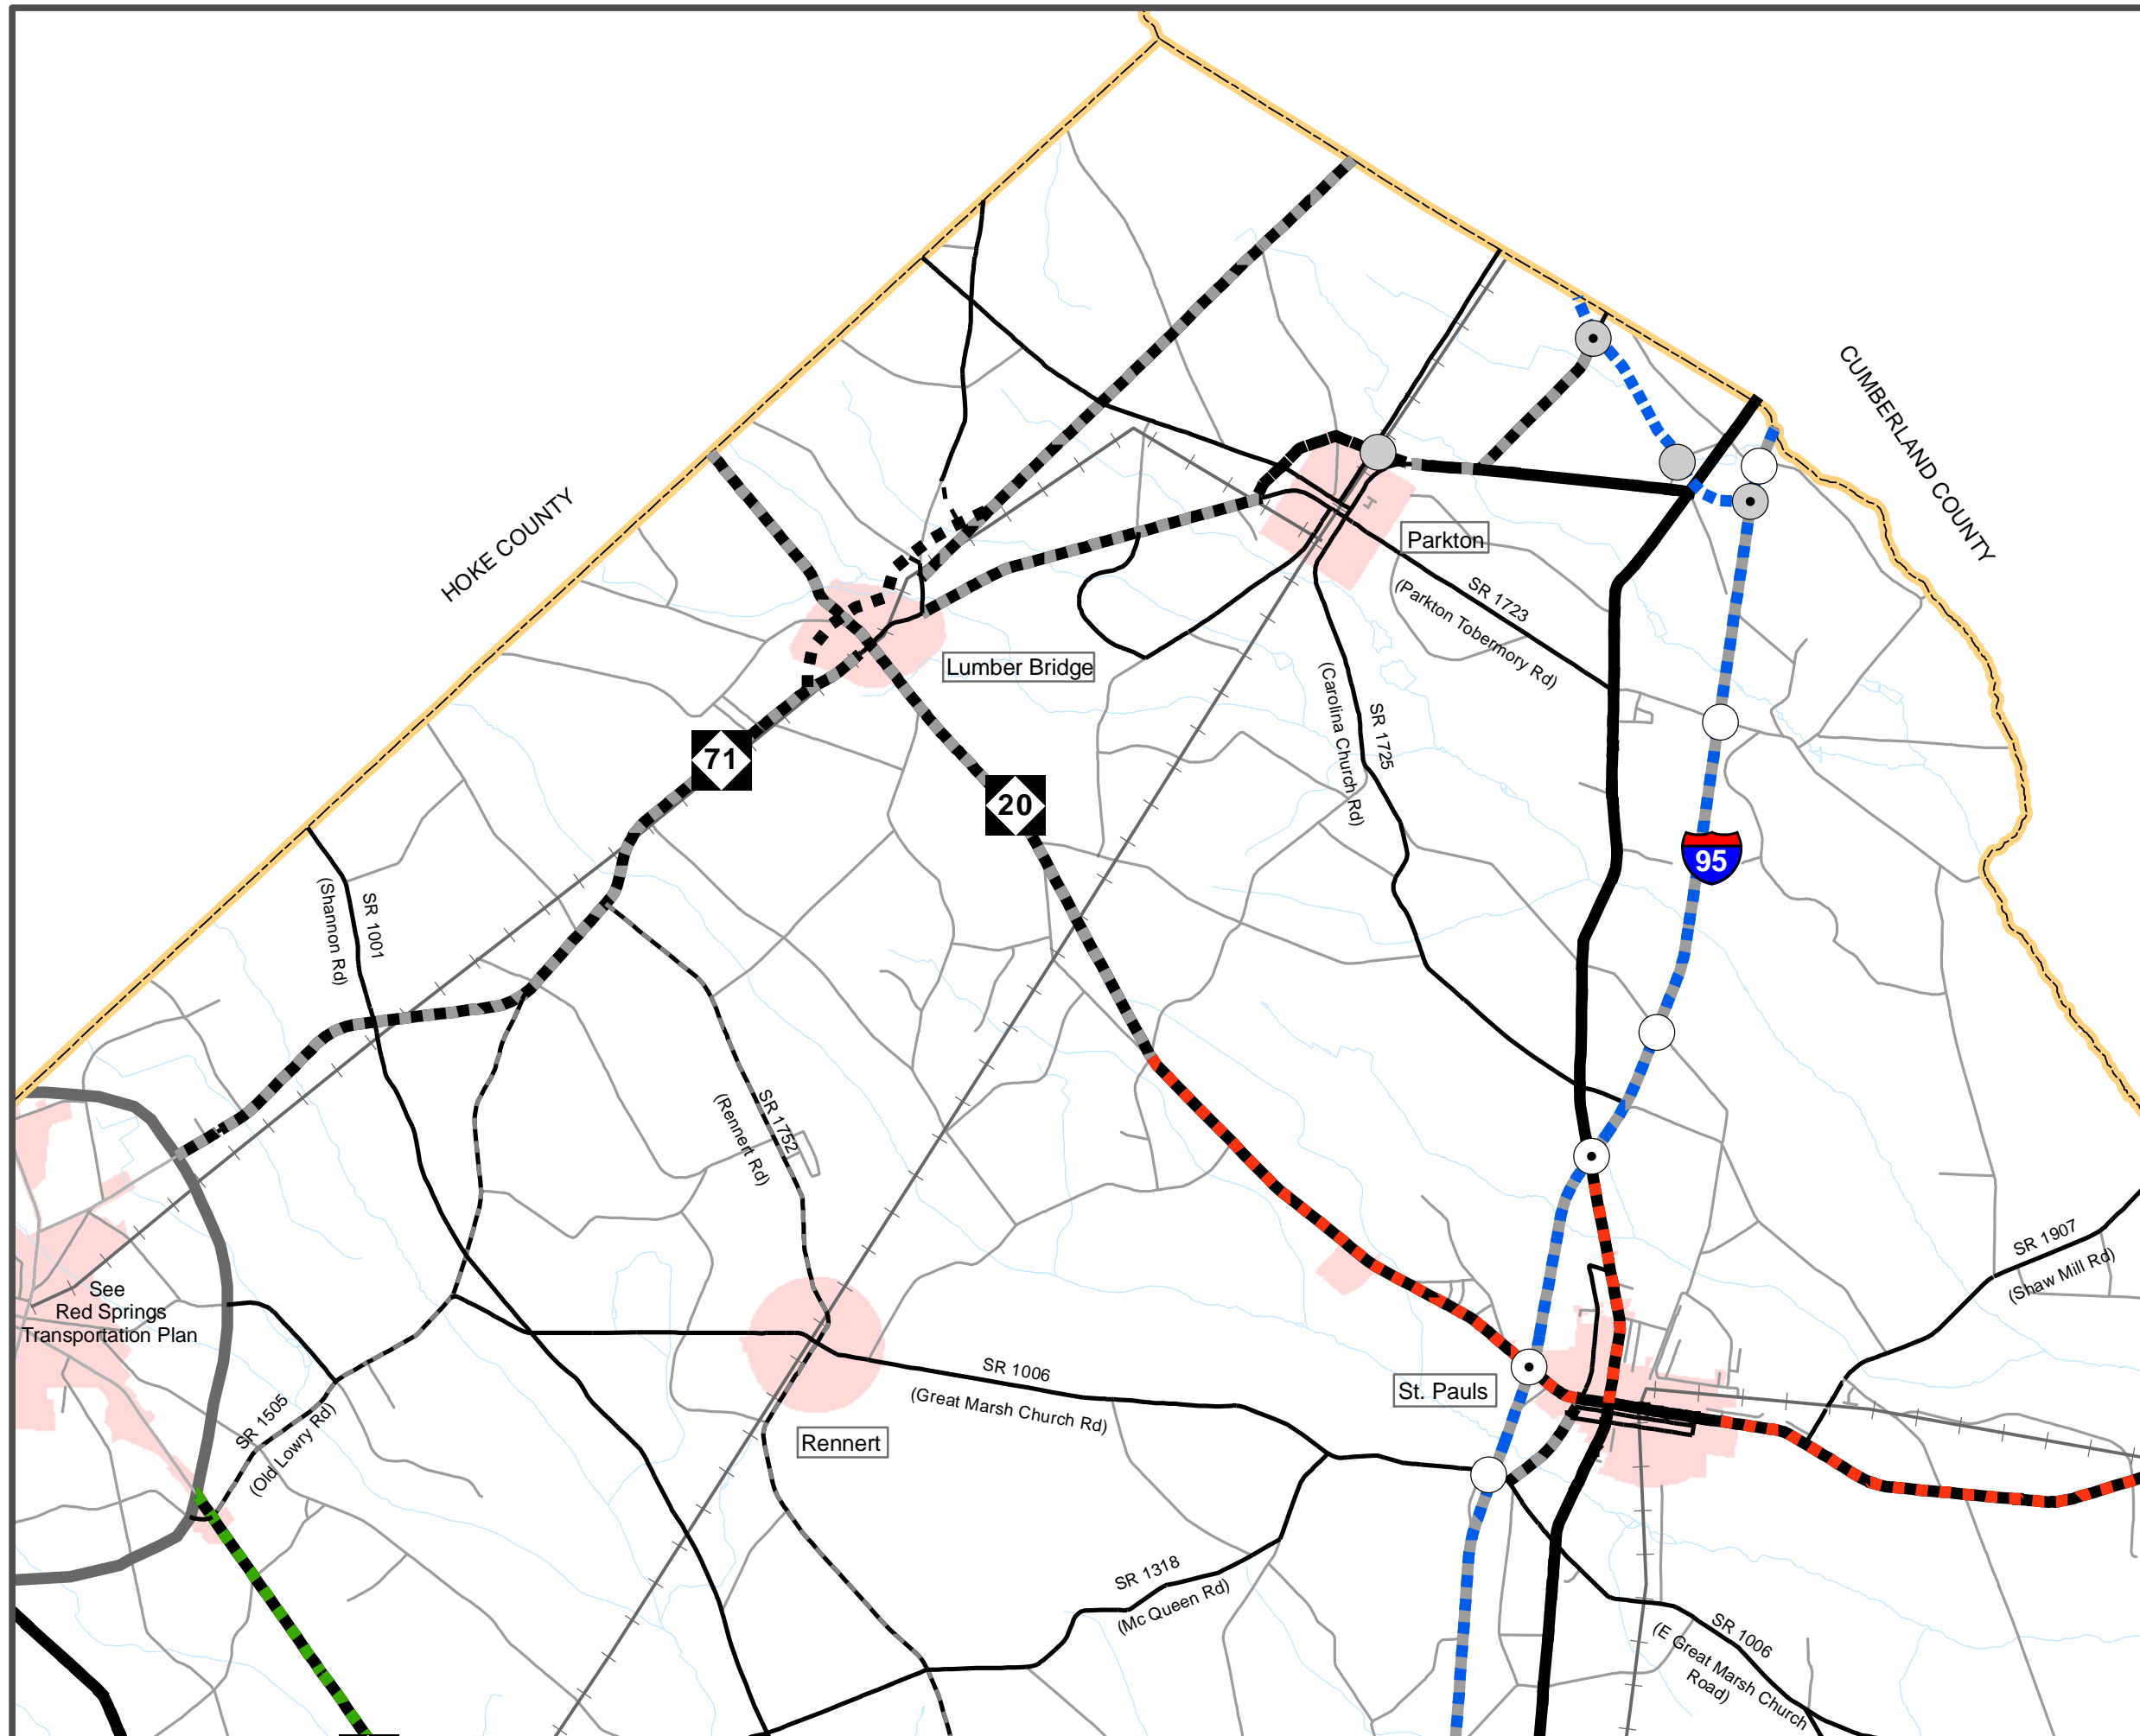 HOKE COUNTY
CUMBERLAND COUNTY
Parkton
SR 1723
(Parkton Tobermory Rd)
Lumber Bridge
SR 1725
(Carolina Church Rd)
71
20
95
SR 1001
(Shannon Rd)
SR 1752
(Rennert Rd)
See
Red Springs
Transportation Plan
SR 1907
(Shaw Mill Rd)
SR 1006
(Great Marsh Church Rd)
St. Pauls
Rennert
SR 1505
(Old Lowry Rd)
SR 1318
(Mc Queen Rd)
SR 1006
(E Great Marsh Church
Road)